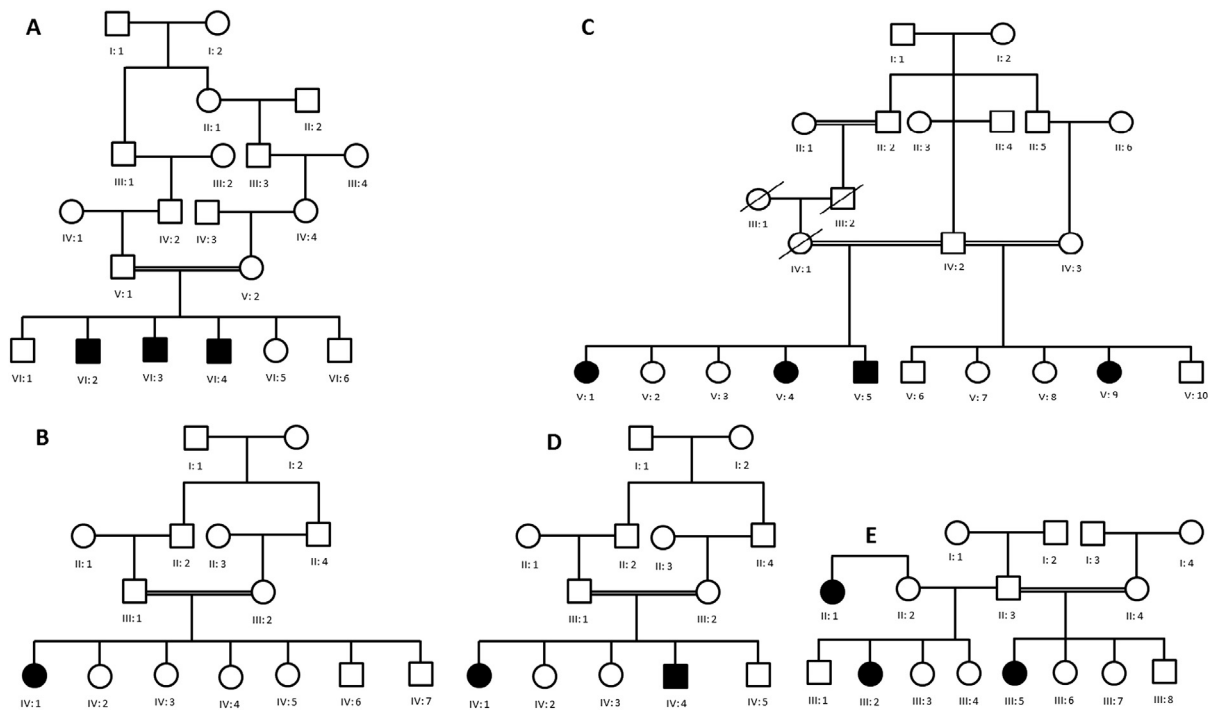 A
I: 1 I: 2
II: 1 II: 2
III: 1 III: 2 III: 3 III: 4
IV: 1 IV: 2 IV: 3 IV: 4
V: 1 V: 2
VI: 1 VI: 2 VI: 3 VI: 4 VI: 5 VI: 6
C
I: 1 I: 2
II: 1 II: 2 II: 3 II: 4 II: 5 II: 6
III: 1 III: 2
IV: 1 IV: 2 IV: 3
V: 1 V: 2 V: 3 V: 4 V: 5 V: 6 V: 7 V: 8 V: 9 V: 10
B
I: 1 I: 2
II: 1 II: 2 II: 3 II: 4
III: 1 III: 2
IV: 1 IV: 2 IV: 3 IV: 4 IV: 5 IV: 6 IV: 7
D
I: 1 I: 2
II: 1 II: 2 II: 3 II: 4
III: 1 III: 2
IV: 1 IV: 2 IV: 3 IV: 4 IV: 5
E
I: 1 I: 2 I: 3 I: 4
II: 1 II: 2 II: 3 II: 4
III: 1 III: 2 III: 3 III: 4 III: 5 III: 6 III: 7 III: 8